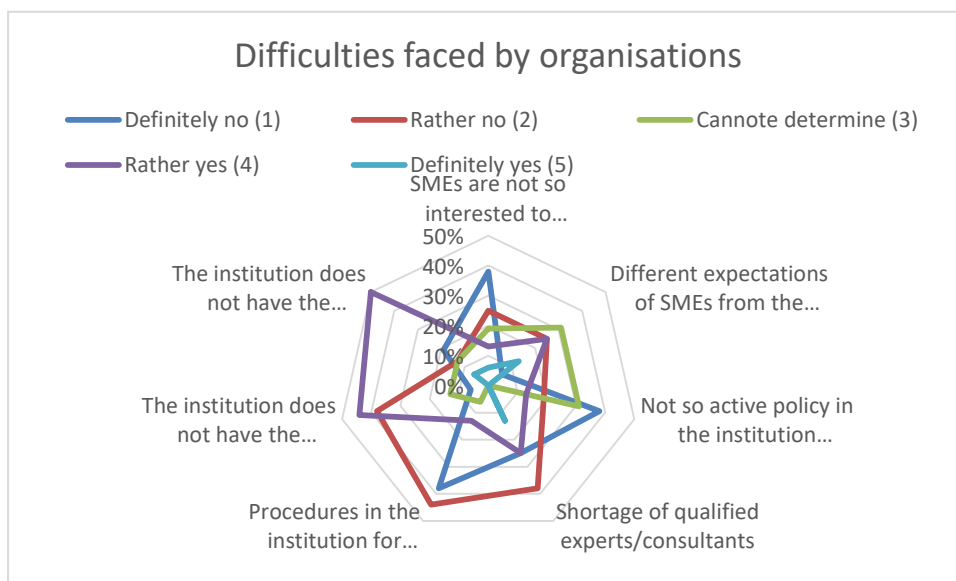 Difficulties faced by organisations
Definitely no (1)
Rather no (2)
Cannote determine (3)
Rather yes (4)
Definitely yes (5)
SMEs are not so
interested to...
50%
40%
30%
20%
10%
0%
Different expectations
of SMEs from the...
Not so active policy in
the institution...
Shortage of qualified
experts/consultants
Procedures in the
institution for...
The institution does
not have the...
The institution does
not have the...